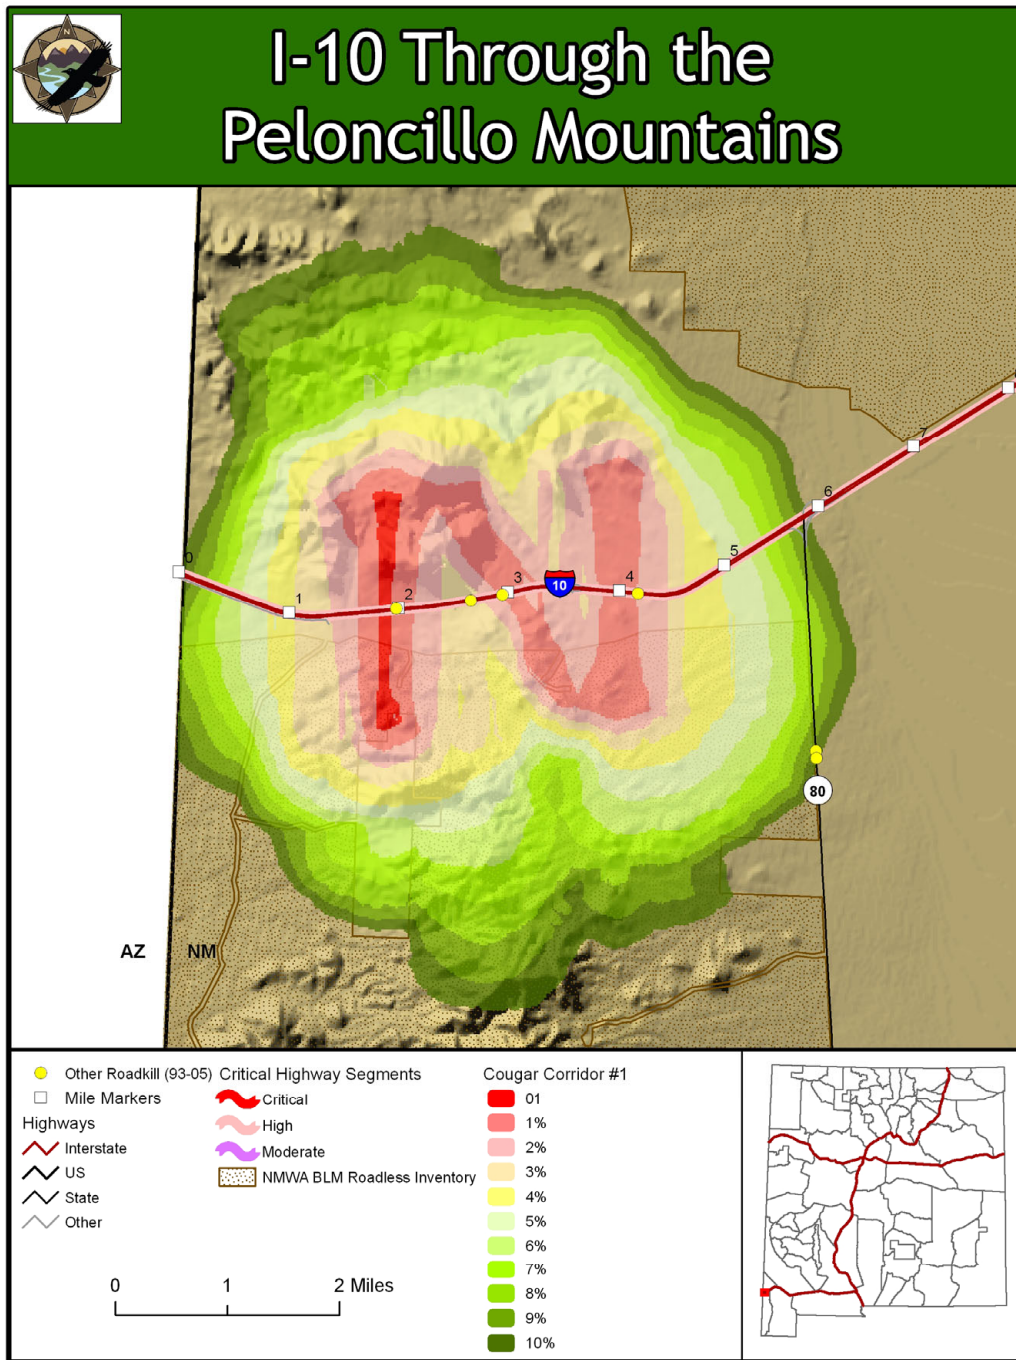 N
I-10 Through the
Peloncillo Mountains
0
1
2
3
10
4
5
6
7
80
AZ
NM
Other Roadkill (93-05)
Mile Markers
Highways
Interstate
US
State
Other
Critical Highway Segments
Critical
High
Moderate
NMWA BLM Roadless Inventory
Cougar Corridor #1
01
1%
2%
3%
4%
5%
6%
7%
8%
9%
10%
0 1 2 Miles